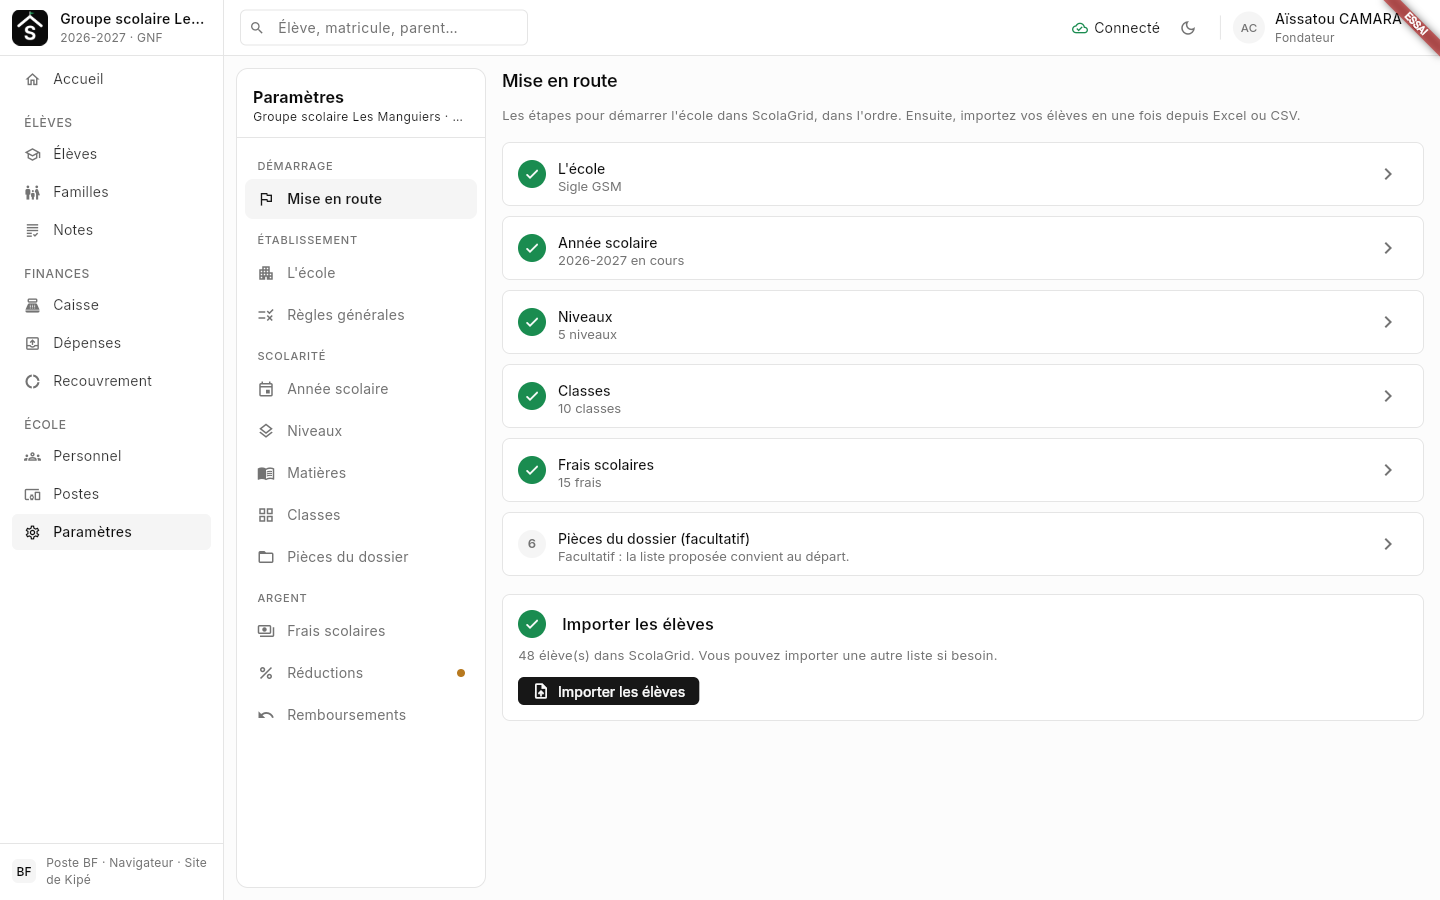 Groupe scolaire Le...
2026-2027 · GNF
Élève, matricule, parent...
Connecté
AC
Aïssatou CAMARA
Fondateur
ESSAI
Accueil
ÉLÈVES
Élèves
Familles
Notes
FINANCES
Caisse
Dépenses
Recouvrement
ÉCOLE
Personnel
Postes
Paramètres
BF
Poste BF · Navigateur · Site
de Kipé
Paramètres
Groupe scolaire Les Manguiers · ...
DÉMARRAGE
Mise en route
ÉTABLISSEMENT
L'école
Règles générales
SCOLARITÉ
Année scolaire
Niveaux
Matières
Classes
Pièces du dossier
ARGENT
Frais scolaires
Réductions
Remboursements
Mise en route
Les étapes pour démarrer l'école dans ScolaGrid, dans l'ordre. Ensuite, importez vos élèves en une fois depuis Excel ou CSV.
L'école
Sigle GSM
Année scolaire
2026-2027 en cours
Niveaux
5 niveaux
Classes
10 classes
Frais scolaires
15 frais
6
Pièces du dossier (facultatif)
Facultatif : la liste proposée convient au départ.
Importer les élèves
48 élève(s) dans ScolaGrid. Vous pouvez importer une autre liste si besoin.
Importer les élèves